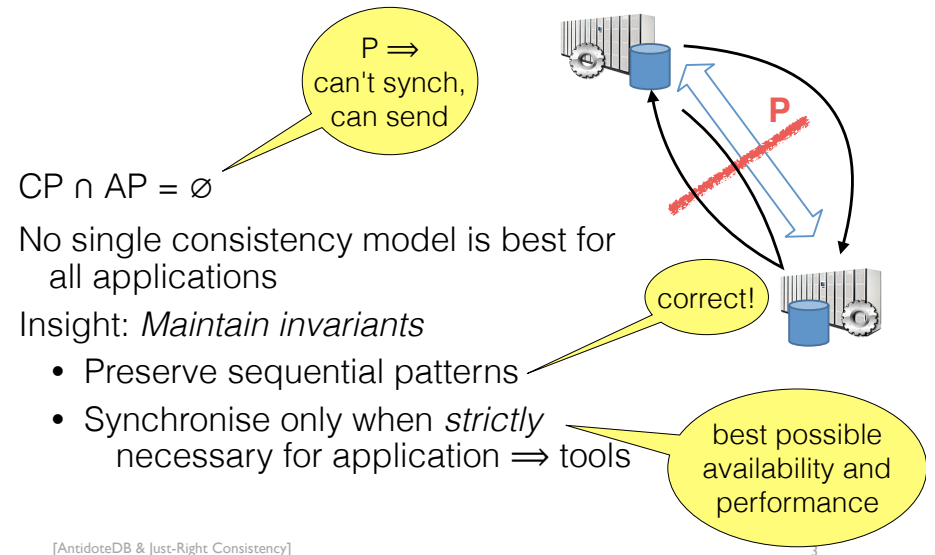 P ⟹
can't synch,
can send
P
CP ∩ AP = ∅
No single consistency model is best for
all applications
correct!
Insight: Maintain invariants
• Preserve sequential patterns
• Synchronise only when strictly
necessary for application ⟹ tools
best possible
availability and
performance
[AntidoteDB & Just-Right Consistency]
3